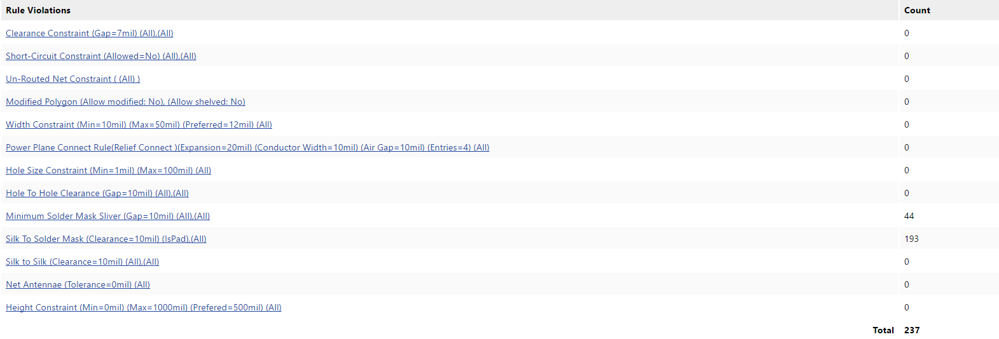 Rule Violations Count
Clearance Constraint (Gap=7mil) (All),(All) 0
Short-Circuit Constraint (Allowed=No) (All),(All) 0
Un-Routed Net Constraint ( (All) ) 0
Modified Polygon (Allow modified: No), (Allow shelved: No) 0
Width Constraint (Min=10mil) (Max=50mil) (Preferred=12mil) (All) 0
Power Plane Connect Rule(Relief Connect )(Expansion=20mil) (Conductor Width=10mil) (Air Gap=10mil) (Entries=4) (All) 0
Hole Size Constraint (Min=1mil) (Max=100mil) (All) 0
Hole To Hole Clearance (Gap=10mil) (All),(All) 0
Minimum Solder Mask Sliver (Gap=10mil) (All),(All) 44
Silk To Solder Mask (Clearance=10mil) (IsPad),(All) 193
Silk to Silk (Clearance=10mil) (All),(All) 0
Net Antennae (Tolerance=0mil) (All) 0
Height Constraint (Min=0mil) (Max=1000mil) (Prefered=500mil) (All) 0
Total 237